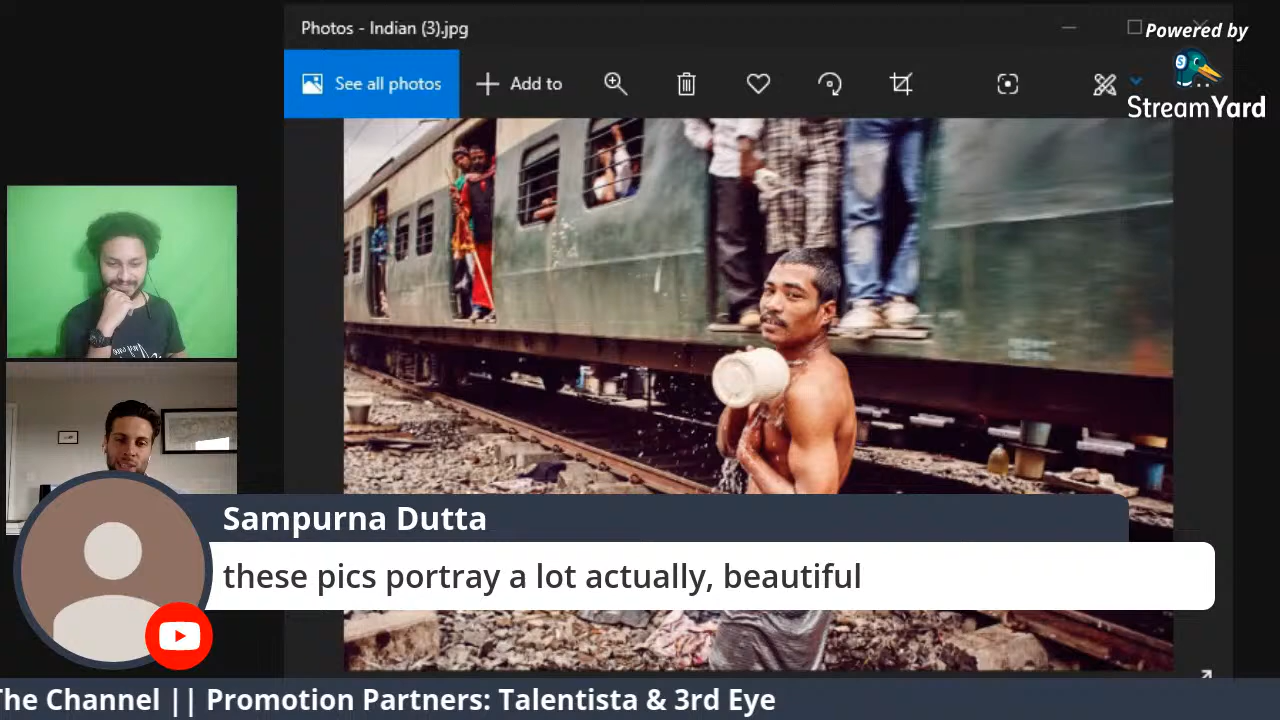 Photos - Indian (3).jpg
Powered by
See all photos
Add to
StreamYard
Sampurna Dutta
these pics portray a lot actually, beautiful
The Channel || Promotion Partners: Talentista & 3rd Eye